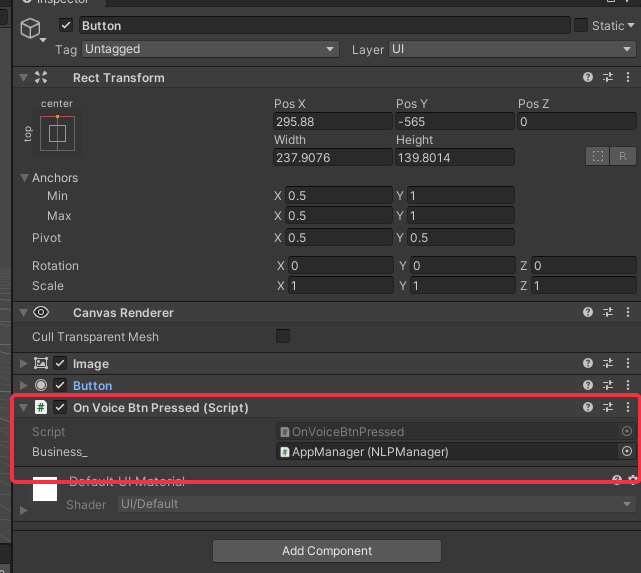 Inspector
Button
Static
Tag Untagged Layer UI
Rect Transform
center
top
Pos X Pos Y Pos Z
295.88 -565 0
Width Height
237.9076 139.8014
R
Anchors
Min X 0.5 Y 1
Max X 0.5 Y 1
Pivot X 0.5 Y 0.5
Rotation X 0 Y 0 Z 0
Scale X 1 Y 1 Z 1
Canvas Renderer
Cull Transparent Mesh
Image
Button
# On Voice Btn Pressed (Script)
Script # OnVoiceBtnPressed
Business_ # AppManager (NLPManager)
Default UI Material
Shader UI/Default
Add Component